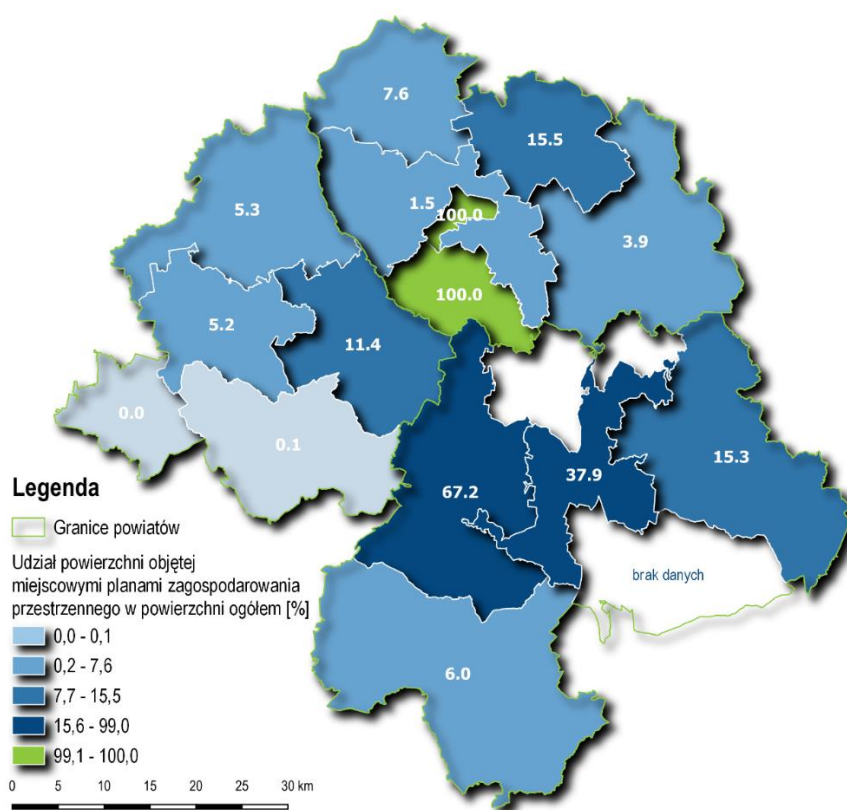 7.6
15.5
1.5
100.0
5.3
3.9
100.0
5.2
11.4
0.0
0.1
15.3
67.2
37.9
brak danych
6.0
Legenda
Granice powiatów
Udział powierzchni objętej
miejscowymi planami zagospodarowania
przestrzennego w powierzchni ogółem [%]
0,0 - 0,1
0,2 - 7,6
7,7 - 15,5
15,6 - 99,0
99,1 - 100,0
0 5 10 15 20 25 30 km